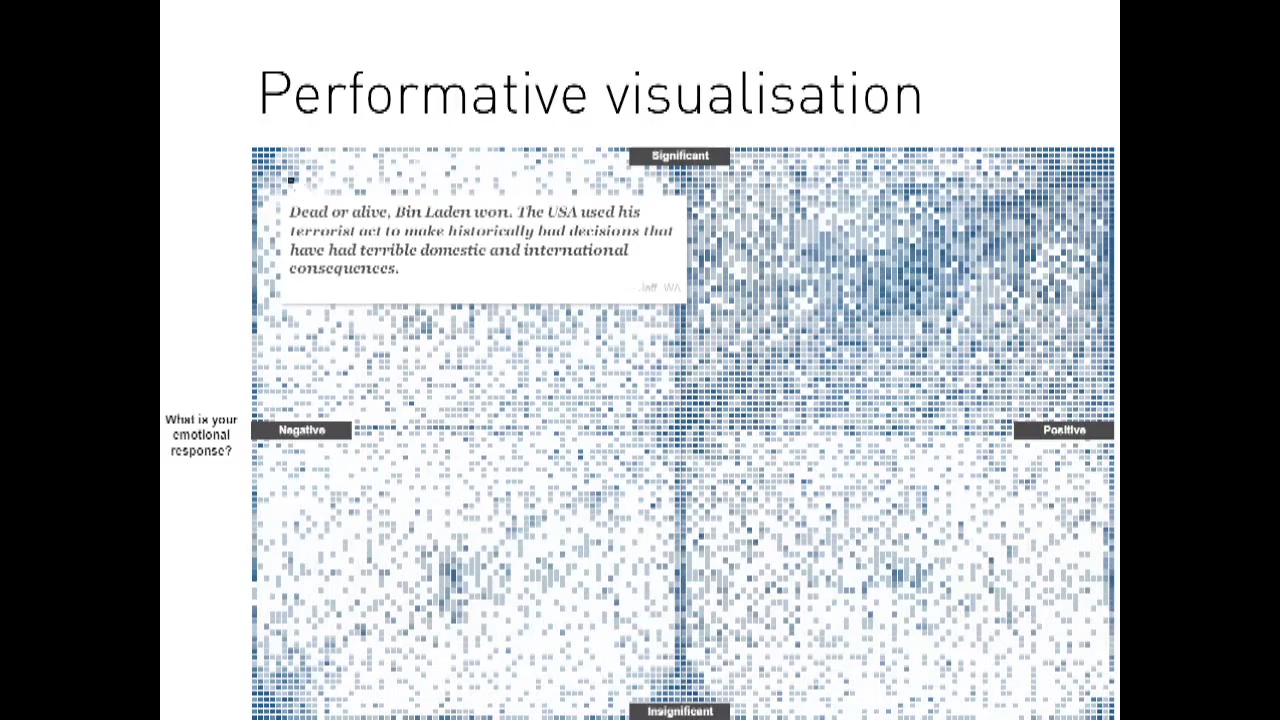 Performative visualisation
Significant
Dead or alive, Bin Laden won. The USA used his
terrorist act to make historically bad decisions that
have had terrible domestic and international
consequences.
WA
What is your
emotional
response?
Negative
Positive
Insignificant